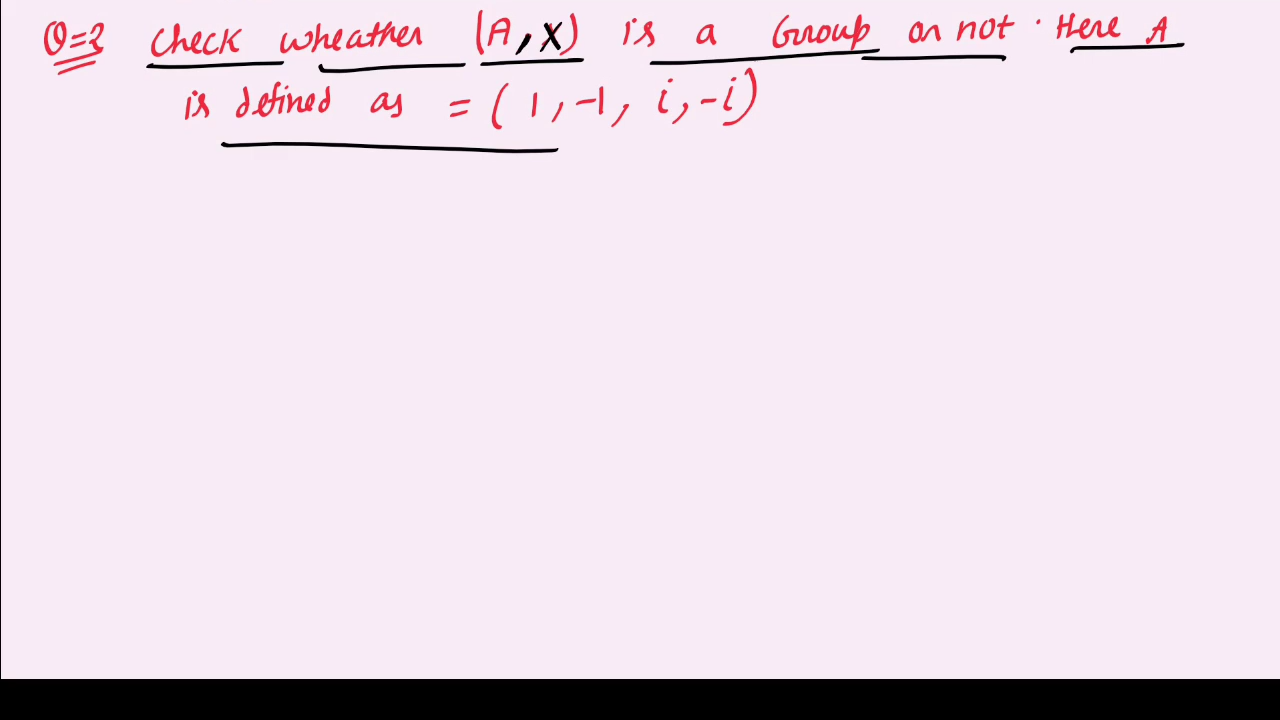 Q=2 Check wheather (A, X) is a Group or not. Here A
is defined as = ( 1, -1, i, -i )